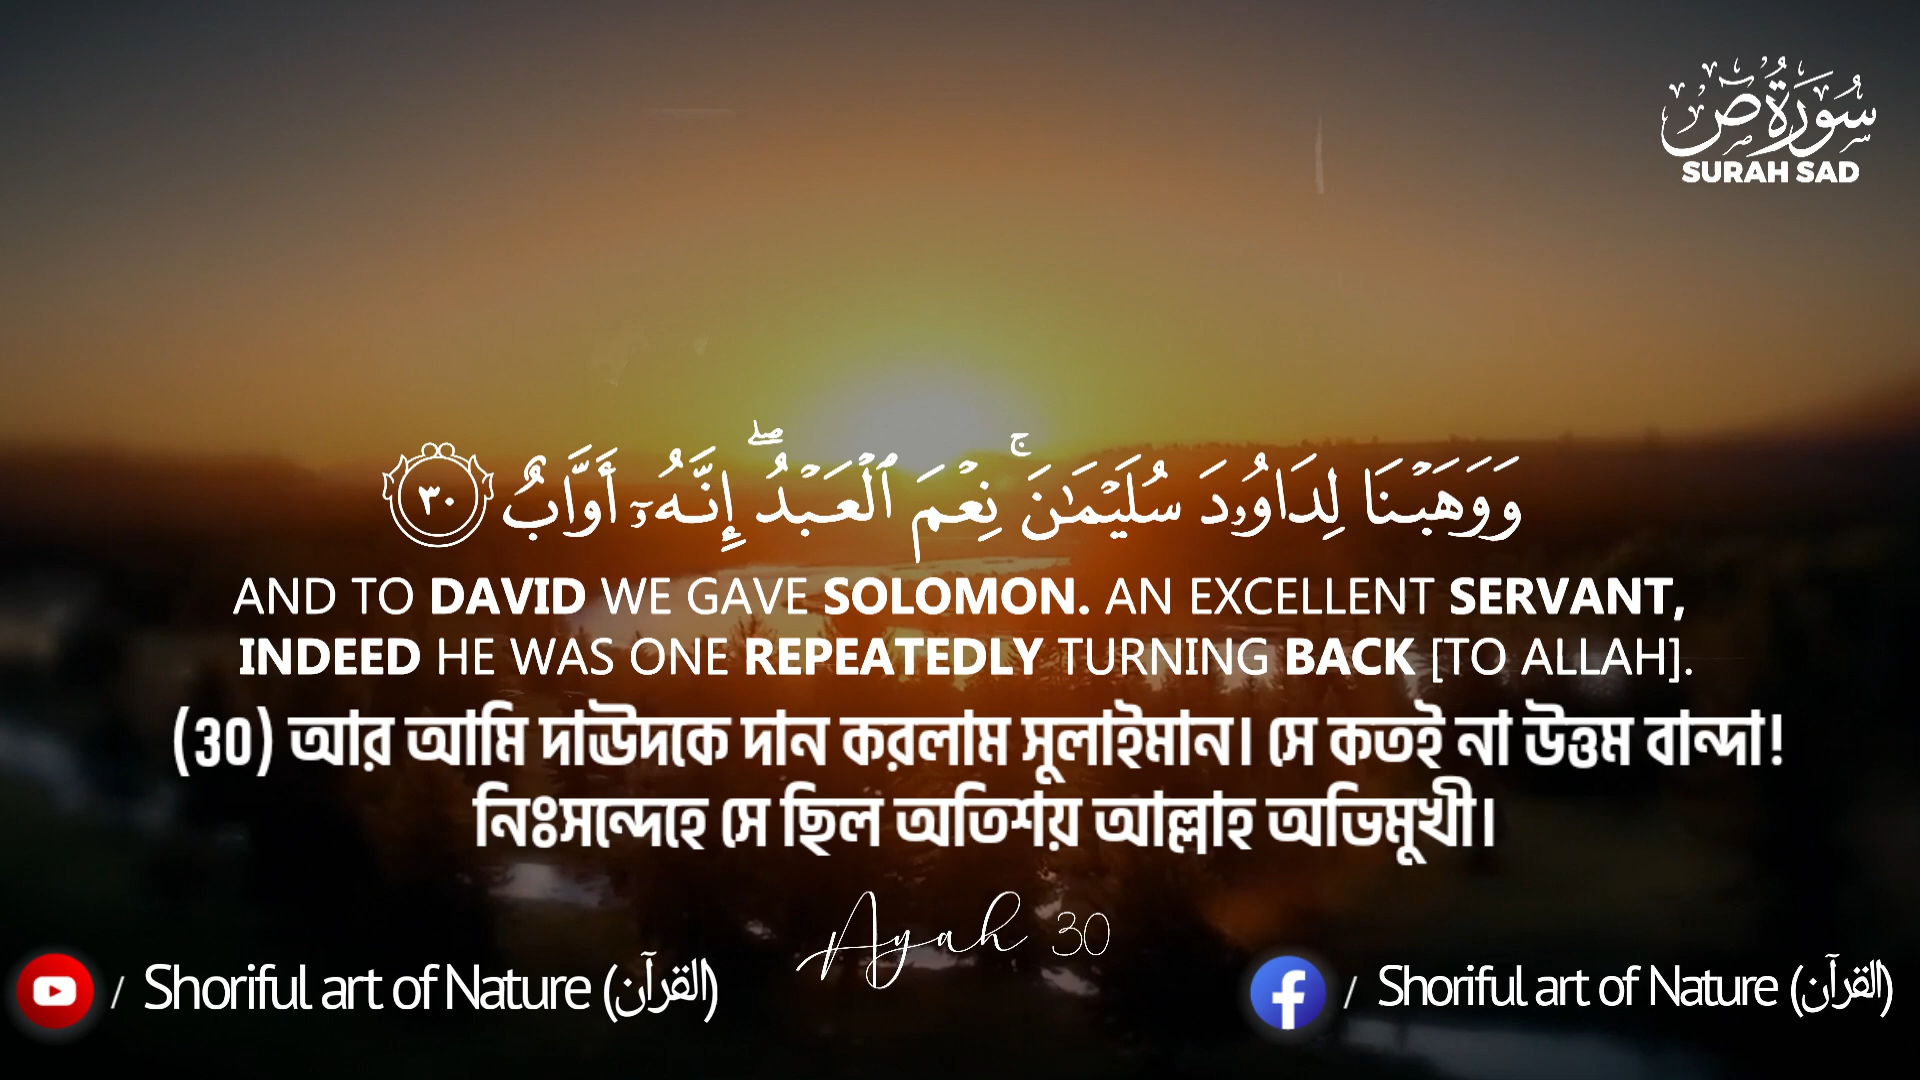 سُورَةُ صٓ
SURAH SAD
وَوَهَبْنَا لِدَاوُۥدَ سُلَيْمَٰنَ ۚ نِعْمَ ٱلْعَبْدُ ۖ إِنَّهُۥٓ أَوَّابٌ ٣٠
AND TO DAVID WE GAVE SOLOMON. AN EXCELLENT SERVANT,
INDEED HE WAS ONE REPEATEDLY TURNING BACK [TO ALLAH].
(30) আর আমি দাঊদকে দান করলাম সুলাইমান। সে কতই না উত্তম বান্দা!
নিঃসন্দেহে সে ছিল অতিশয় আল্লাহ অভিমুখী।
Ayah 30
/ Shoriful art of Nature (القرآن)
/ Shoriful art of Nature (القرآن)